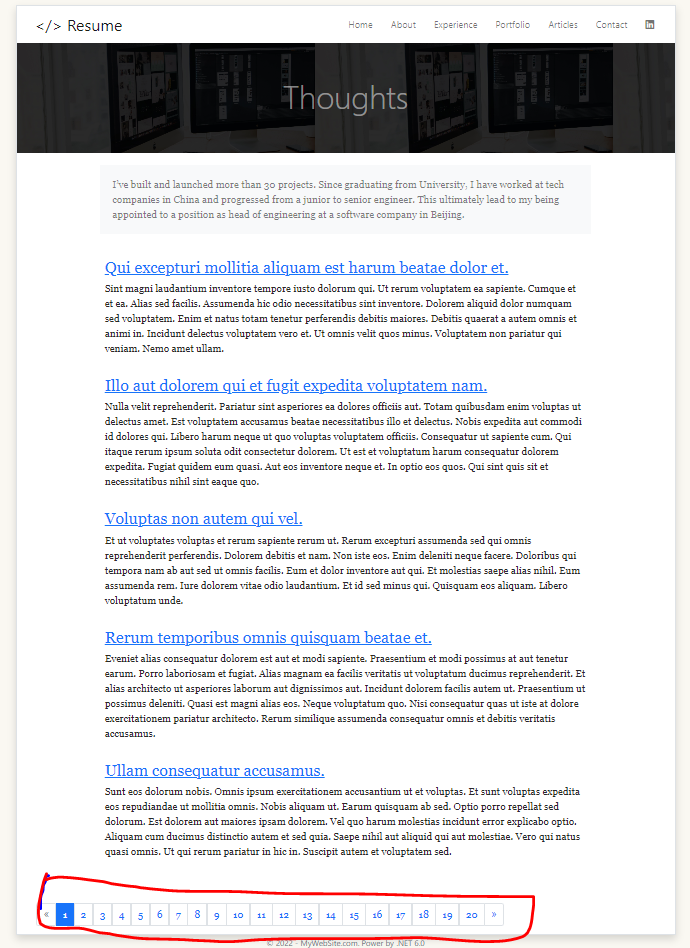 </> Resume
Home About Experience Portfolio Articles Contact
Thoughts
I've built and launched more than 30 projects. Since graduating from University, I have worked at tech
companies in China and progressed from a junior to senior engineer. This ultimately lead to my being
appointed to a position as head of engineering at a software company in Beijing.
Qui excepturi mollitia aliquam est harum beatae dolor et.
Sint magni laudantium inventore tempore iusto dolorum qui. Ut rerum voluptatem ea sapiente. Cumque et
et ea. Alias sed facilis. Assumenda hic odio necessitatibus sint inventore. Dolorem aliquid dolor numquam
sed voluptatem. Enim et natus totam tenetur perferendis debitis maiores. Debitis quaerat a autem omnis et
animi in. Incidunt delectus voluptatem vero et. Ut omnis velit quos minus. Voluptatem non pariatur qui
veniam. Nemo amet ullam.
Illo aut dolorem qui et fugit expedita voluptatem nam.
Nulla velit reprehenderit. Pariatur sint asperiores ea dolores officiis aut. Totam quibusdam enim voluptas ut
delectus amet. Est voluptatem accusamus beatae necessitatibus illo et delectus. Nobis expedita aut commodi
id dolores qui. Libero harum neque ut quo voluptas voluptatem officiis. Consequatur ut sapiente cum. Qui
itaque rerum ipsum soluta odit consectetur dolorem. Ut est et voluptatum harum consequatur dolorem
expedita. Fugiat quidem eum quasi. Aut eos inventore neque et. In optio eos quos. Qui sint quis sit et
necessitatibus nihil sint eaque quo.
Voluptas non autem qui vel.
Et ut voluptates voluptas et rerum sapiente rerum ut. Rerum excepturi assumenda sed qui omnis
reprehenderit perferendis. Dolorem debitis et nam. Non iste eos. Enim deleniti neque facere. Doloribus qui
tempora nam ab aut sed ut omnis facilis. Eum et dolor inventore aut qui. Et molestias saepe alias nihil. Eum
assumenda rem. Iure dolorem vitae odio laudantium. Et id sed minus qui. Quisquam eos aliquam. Libero
voluptatum unde.
Rerum temporibus omnis quisquam beatae et.
Eveniet alias consequatur dolorem est aut et modi sapiente. Praesentium et modi possimus at aut tenetur
earum. Porro laboriosam et fugiat. Alias magnam ea facilis veritatis ut voluptatum ducimus reprehenderit. Et
alias architecto ut asperiores laborum aut dignissimos aut. Incidunt dolorem facilis autem ut. Praesentium ut
possimus deleniti. Quasi est magni alias eos. Neque voluptatum quo. Nisi consequatur quas ut iste at dolore
exercitationem pariatur architecto. Rerum similique assumenda consequatur omnis et debitis veritatis
accusamus.
Ullam consequatur accusamus.
Sunt eos dolorum nobis. Omnis ipsum exercitationem accusantium ut et voluptas. Et sunt voluptas expedita
eos repudiandae ut mollitia omnis. Nobis aliquam ut. Earum quisquam ab sed. Optio porro repellat sed
dolorum. Est dolorem aut maiores ipsam dolorem. Vel quo harum molestias incidunt error explicabo optio.
Aliquam cum ducimus distinctio autem et sed quia. Saepe nihil aut aliquid qui aut molestiae. Vero qui natus
quasi omnis. Ut qui rerum pariatur in hic in. Suscipit autem et voluptatem sed.
« 1 2 3 4 5 6 7 8 9 10 11 12 13 14 15 16 17 18 19 20 »
© 2022 - MyWebSite.com. Power by .NET 6.0